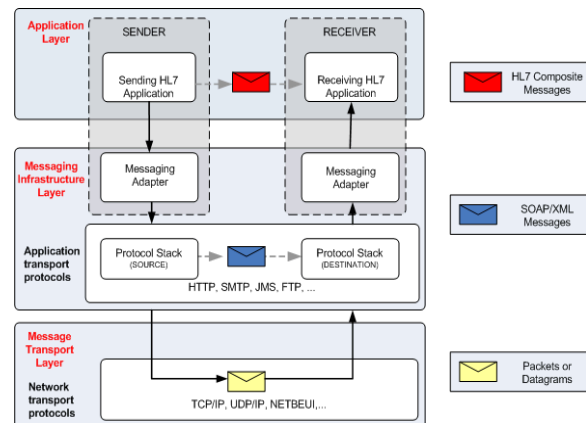 Application
Layer
SENDER
RECEIVER
Sending HL7
Application
Receiving HL7
Application
HL7 Composite
Messages
Messaging
Infrastructure
Layer
Messaging
Adapter
Messaging
Adapter
SOAP/XML
Messages
Application
transport
protocols
Protocol Stack
(SOURCE)
Protocol Stack
(DESTINATION)
HTTP, SMTP, JMS, FTP, ...
Message
Transport
Layer
Network
transport
protocols
TCP/IP, UDP/IP, NETBEUI,...
Packets or
Datagrams